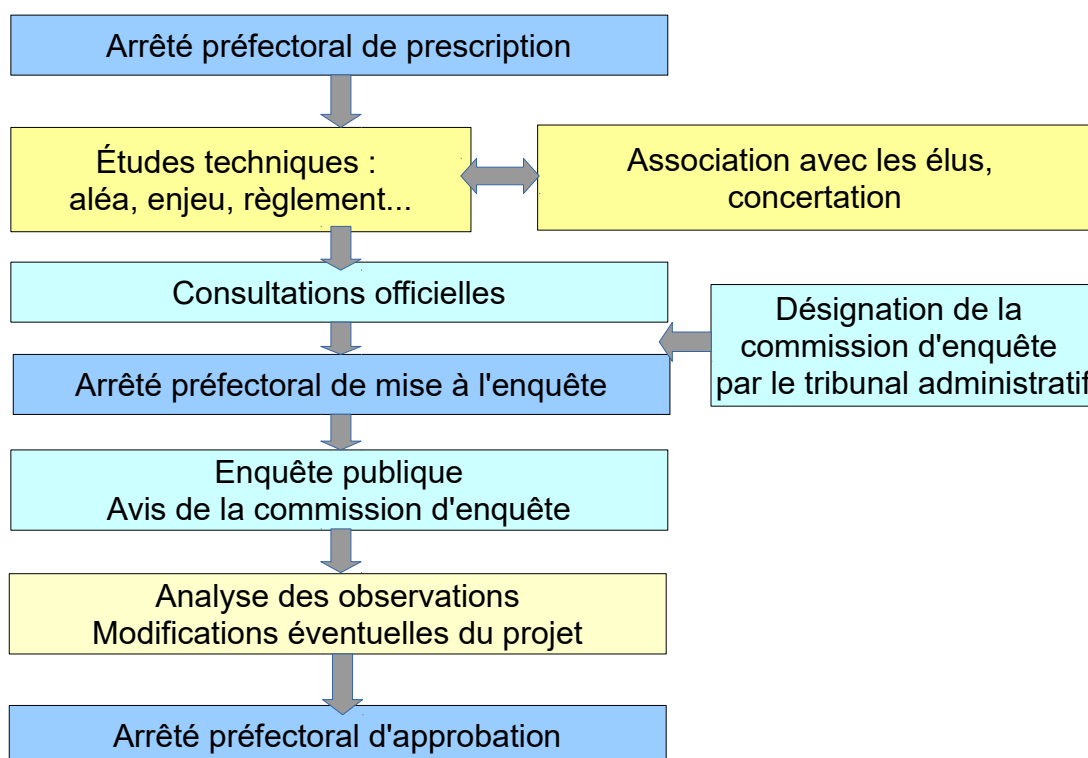 Arrêté préfectoral de prescription
Études techniques :
aléa, enjeu, règlement...
Association avec les élus,
concertation
Consultations officielles
Désignation de la
commission d'enquête
par le tribunal administratif
Arrêté préfectoral de mise à l'enquête
Enquête publique
Avis de la commission d'enquête
Analyse des observations
Modifications éventuelles du projet
Arrêté préfectoral d'approbation